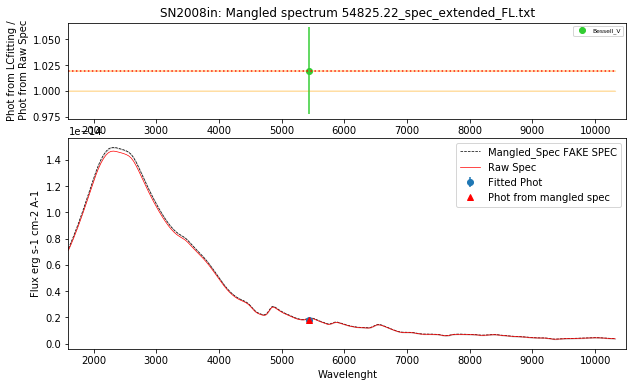 SN2008in: Mangled spectrum 54825.22_spec_extended_FL.txt
Phot from LCfitting /
Phot from Raw Spec
1.050
1.025
1.000
0.975
Bessell_V
2000 3000 4000 5000 6000 7000 8000 9000 10000
1e−14
Flux erg s-1 cm-2 A-1
1.4
1.2
1.0
0.8
0.6
0.4
0.2
0.0
Mangled_Spec FAKE SPEC
Raw Spec
Fitted Phot
Phot from mangled spec
2000 3000 4000 5000 6000 7000 8000 9000 10000
Wavelenght